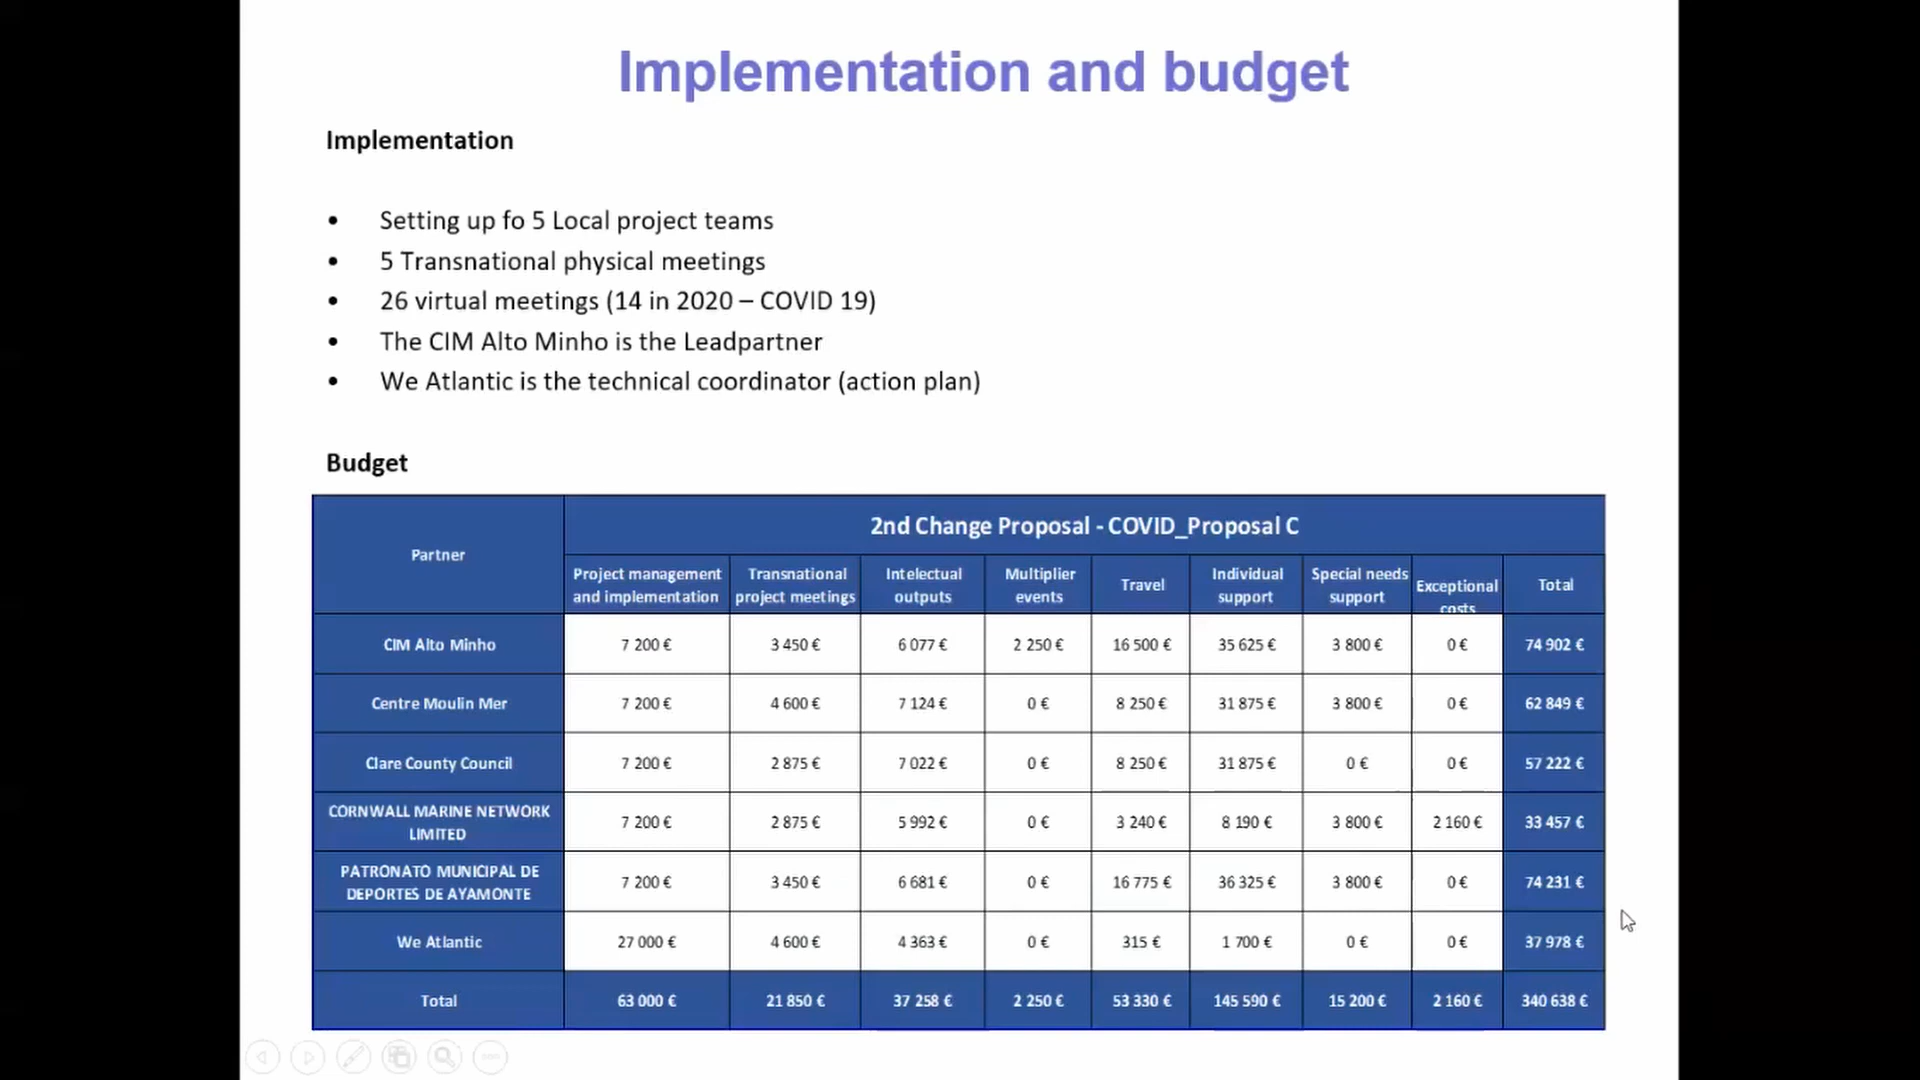 Implementation and budget
Implementation
• Setting up fo 5 Local project teams
• 5 Transnational physical meetings
• 26 virtual meetings (14 in 2020 – COVID 19)
• The CIM Alto Minho is the Leadpartner
• We Atlantic is the technical coordinator (action plan)
Budget
Partner
2nd Change Proposal - COVID_Proposal C
Project management and implementation Transnational project meetings Intelectual outputs Multiplier events Travel Individual support Special needs support Exceptional costs Total
CIM Alto Minho 7 200 € 3 450 € 6 077 € 2 250 € 16 500 € 35 625 € 3 800 € 0 € 74 902 €
Centre Moulin Mer 7 200 € 4 600 € 7 124 € 0 € 8 250 € 31 875 € 3 800 € 0 € 62 849 €
Clare County Council 7 200 € 2 875 € 7 022 € 0 € 8 250 € 31 875 € 0 € 0 € 57 222 €
CORNWALL MARINE NETWORK LIMITED 7 200 € 2 875 € 5 992 € 0 € 3 240 € 8 190 € 3 800 € 2 160 € 33 457 €
PATRONATO MUNICIPAL DE DEPORTES DE AYAMONTE 7 200 € 3 450 € 6 681 € 0 € 16 775 € 36 325 € 3 800 € 0 € 74 231 €
We Atlantic 27 000 € 4 600 € 4 363 € 0 € 315 € 1 700 € 0 € 0 € 37 978 €
Total 63 000 € 21 850 € 37 258 € 2 250 € 53 330 € 145 590 € 15 200 € 2 160 € 340 638 €